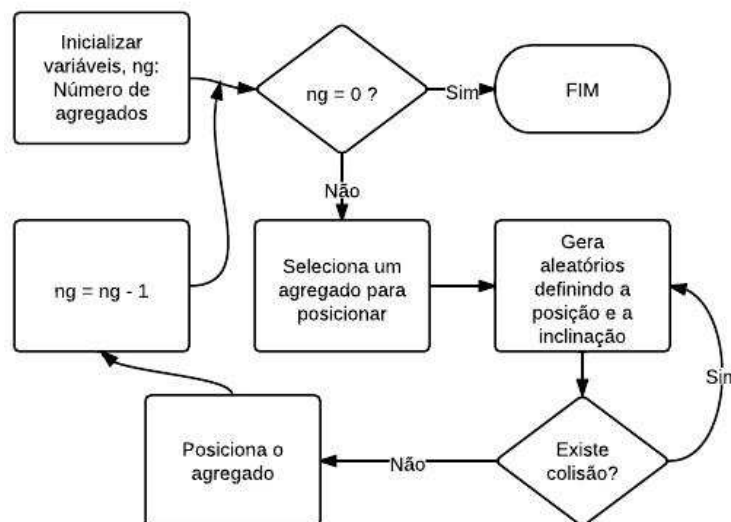 Inicializar
variáveis, ng:
Número de
agregados
ng = 0 ?
Sim
FIM
Não
Seleciona um
agregado para
posicionar
Gera
aleatórios
definindo a
posição e a
inclinação
ng = ng - 1
Sim
Existe
colisão?
Não
Posiciona o
agregado